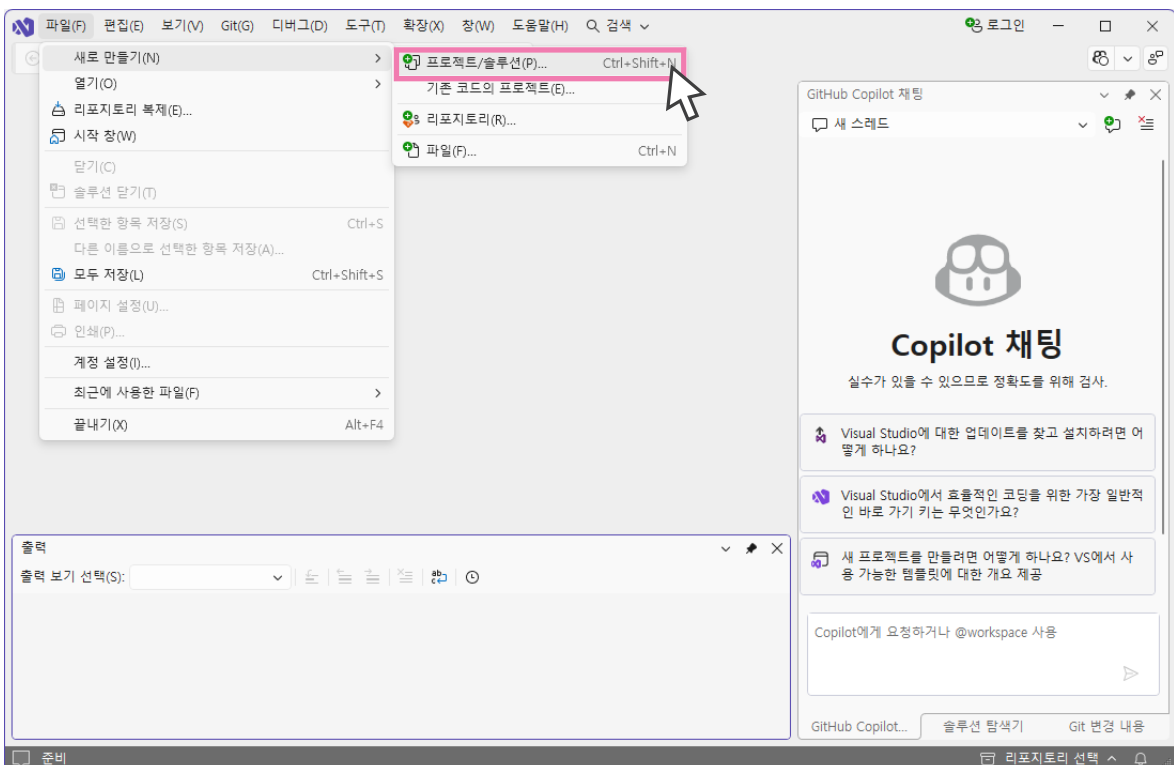 파일(F) 편집(E) 보기(V) Git(G) 디버그(D) 도구(T) 확장(X) 창(W) 도움말(H) 검색 로그인
새로 만들기(N)
열기(O)
리포지토리 복제(E)...
시작 창(W)
닫기(C)
솔루션 닫기(T)
선택한 항목 저장(S) Ctrl+S
다른 이름으로 선택한 항목 저장(A)...
모두 저장(L) Ctrl+Shift+S
페이지 설정(U)...
인쇄(P)...
계정 설정(I)...
최근에 사용한 파일(F)
끝내기(X) Alt+F4
프로젝트/솔루션(P)... Ctrl+Shift+N
기존 코드의 프로젝트(E)...
리포지토리(R)...
파일(F)... Ctrl+N
GitHub Copilot 채팅
새 스레드
Copilot 채팅
실수가 있을 수 있으므로 정확도를 위해 검사.
Visual Studio에 대한 업데이트를 찾고 설치하려면 어
떻게 하나요?
Visual Studio에서 효율적인 코딩을 위한 가장 일반적
인 바로 가기 키는 무엇인가요?
새 프로젝트를 만들려면 어떻게 하나요? VS에서 사
용 가능한 템플릿에 대한 개요 제공
Copilot에게 요청하거나 @workspace 사용
GitHub Copilot... 솔루션 탐색기 Git 변경 내용
출력
출력 보기 선택(S):
준비 리포지토리 선택